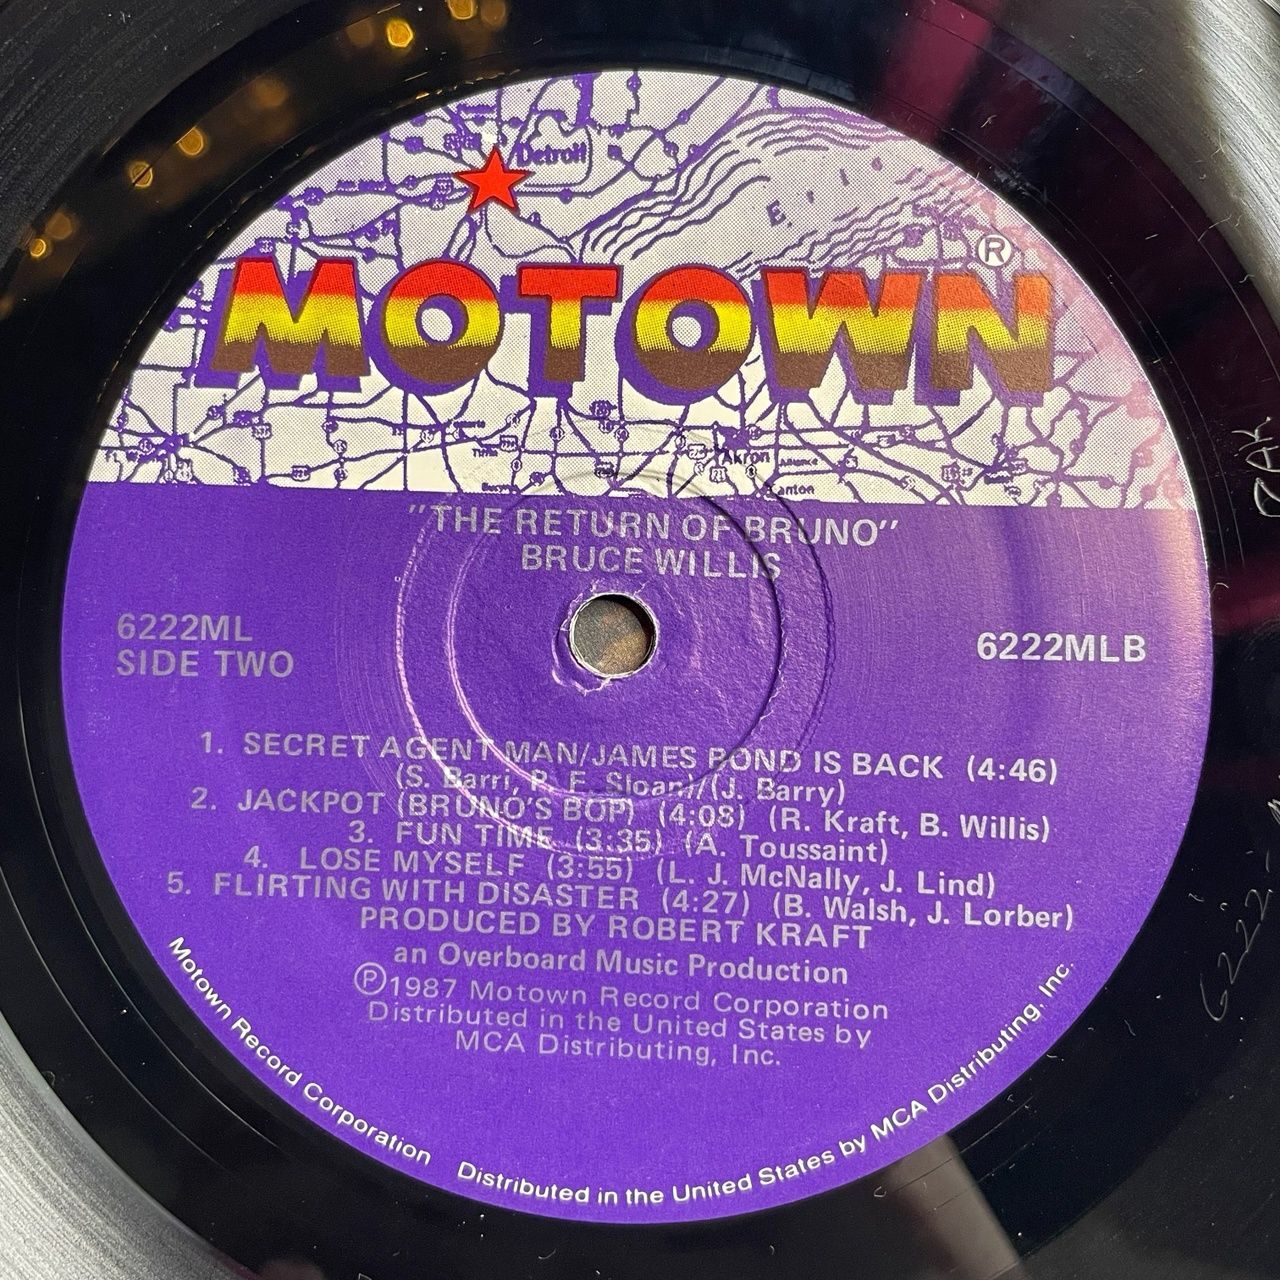 Detroit
Erie
®
MOTOWN
Akron
"THE RETURN OF BRUNO"
BRUCE WILLIS
6222ML
SIDE TWO
6222MLB
1. SECRET AGENT MAN/JAMES BOND IS BACK (4:46)
(S. Barri, P. F. Sloan)/(J. Barry)
2. JACKPOT (BRUNO'S BOP) (4:08) (R. Kraft, B. Willis)
3. FUN TIME (3:35) (A. Toussaint)
4. LOSE MYSELF (3:55) (L. J. McNally, J. Lind)
5. FLIRTING WITH DISASTER (4:27) (B. Walsh, J. Lorber)
PRODUCED BY ROBERT KRAFT
an Overboard Music Production
℗1987 Motown Record Corporation
Distributed in the United States by
MCA Distributing, Inc.
Motown Record Corporation Distributed in the United States by MCA Distributing, Inc.